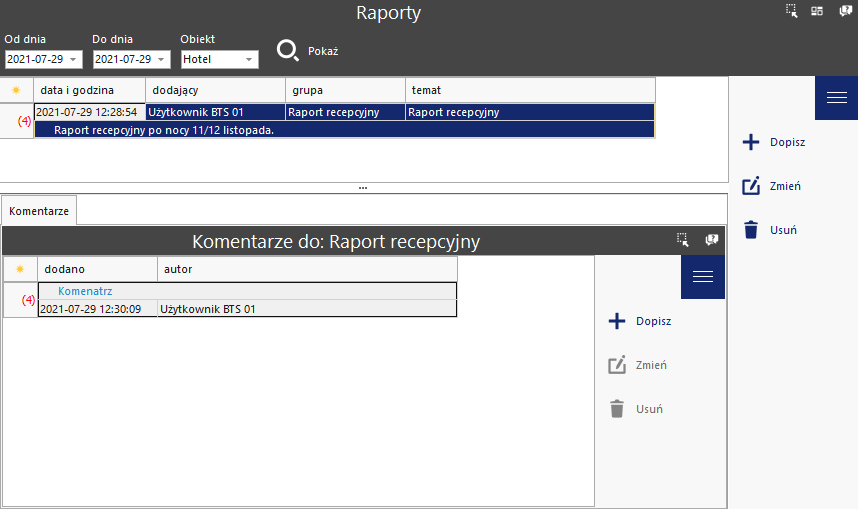 Raporty
Od dnia Do dnia Obiekt
2021-07-29 2021-07-29 Hotel Pokaż
data i godzina dodający grupa temat
(4) 2021-07-29 12:28:54 Użytkownik BTS 01 Raport recepcyjny Raport recepcyjny
Raport recepcyjny po nocy 11/12 listopada.
Dopisz
Zmień
Usuń
Komentarze
Komentarze do: Raport recepcyjny
dodano autor
(4) Komenatrz
2021-07-29 12:30:09 Użytkownik BTS 01
Dopisz
Zmień
Usuń